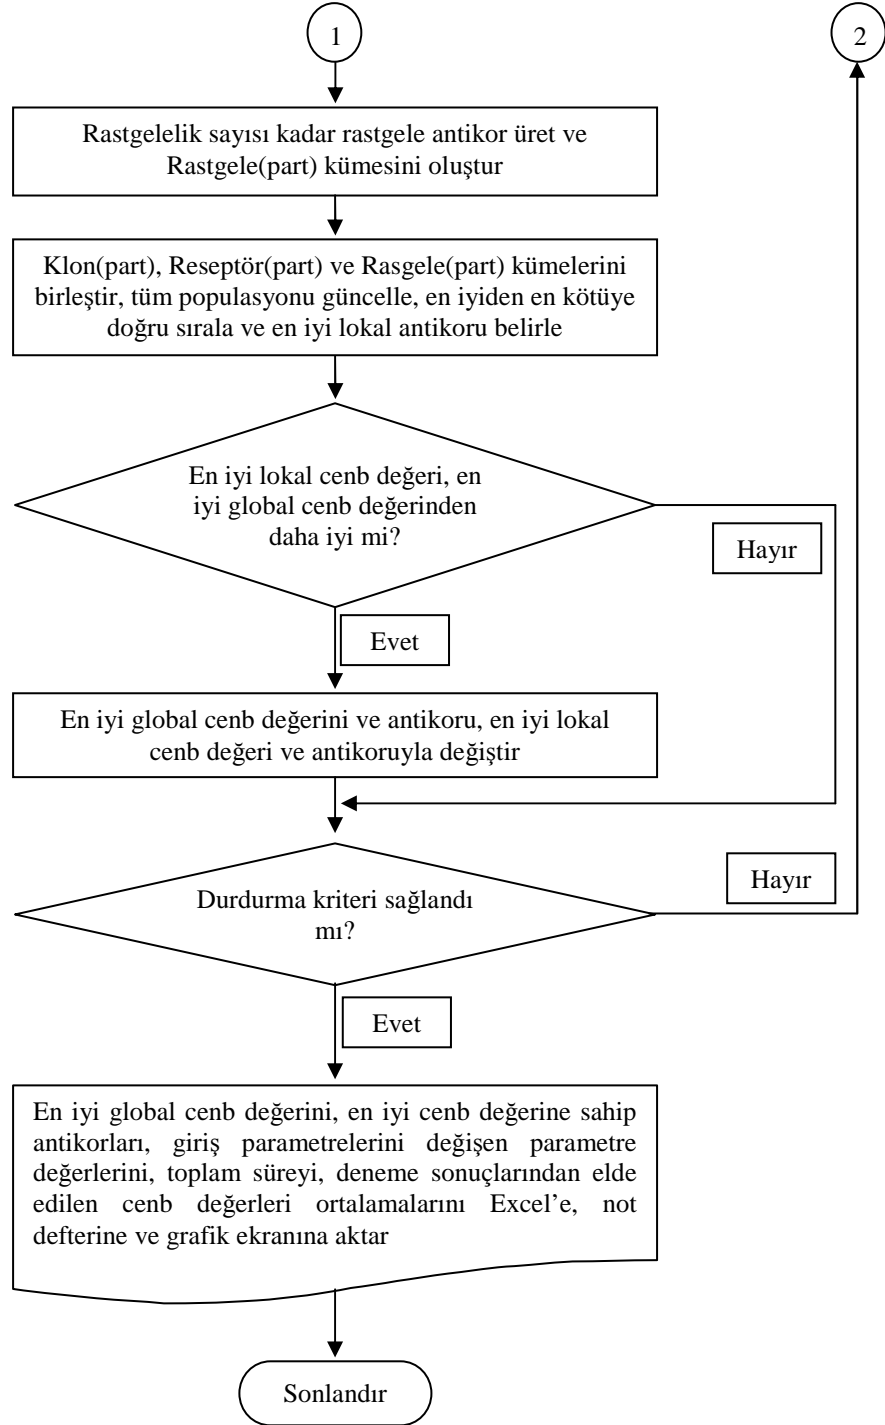 1
2
Rastgelelik sayısı kadar rastgele antikor üret ve
Rastgele(part) kümesini oluştur
Klon(part), Reseptör(part) ve Rasgele(part) kümelerini
birleştir, tüm populasyonu güncelle, en iyiden en kötüye
doğru sırala ve en iyi lokal antikoru belirle
En iyi lokal cenb değeri, en
iyi global cenb değerinden
daha iyi mi?
Hayır
Evet
En iyi global cenb değerini ve antikoru, en iyi lokal
cenb değeri ve antikoruyla değiştir
Durdurma kriteri sağlandı
mı?
Hayır
Evet
En iyi global cenb değerini, en iyi cenb değerine sahip
antikorları, giriş parametrelerini değişen parametre
değerlerini, toplam süreyi, deneme sonuçlarından elde
edilen cenb değerleri ortalamalarını Excel’e, not
defterine ve grafik ekranına aktar
Sonlandır